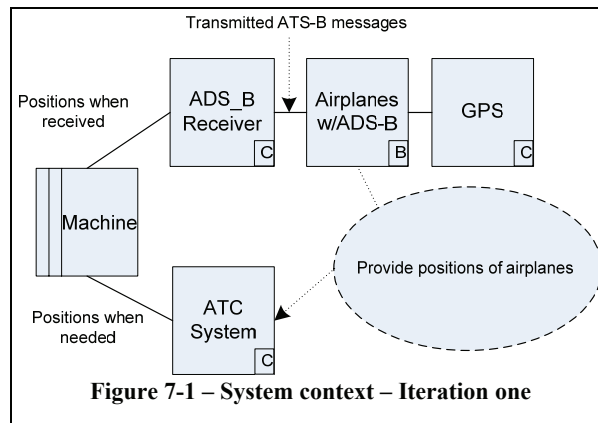 Transmitted ATS-B messages
Positions when
received
ADS_B
Receiver
C
Airplanes
w/ADS-B
B
GPS
C
Machine
Provide positions of airplanes
Positions when
needed
ATC
System
C
Figure 7-1 – System context – Iteration one